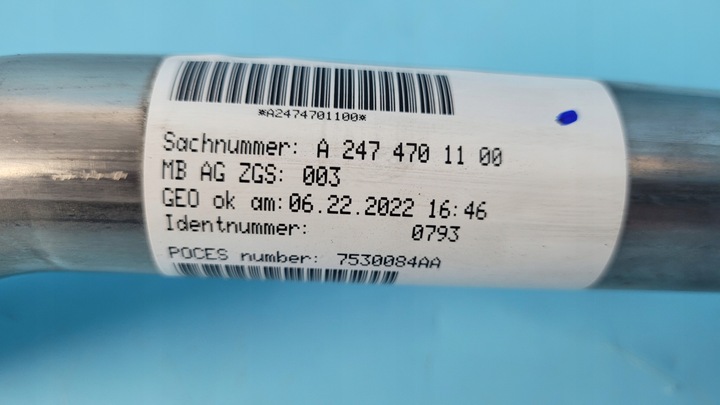 *A2474701100*
Sachnummer: A 247 470 11 00
MB AG ZGS: 003
GEO ok am:06.22.2022 16:46
Identnummer: 0793
POCES number: 7530084AA